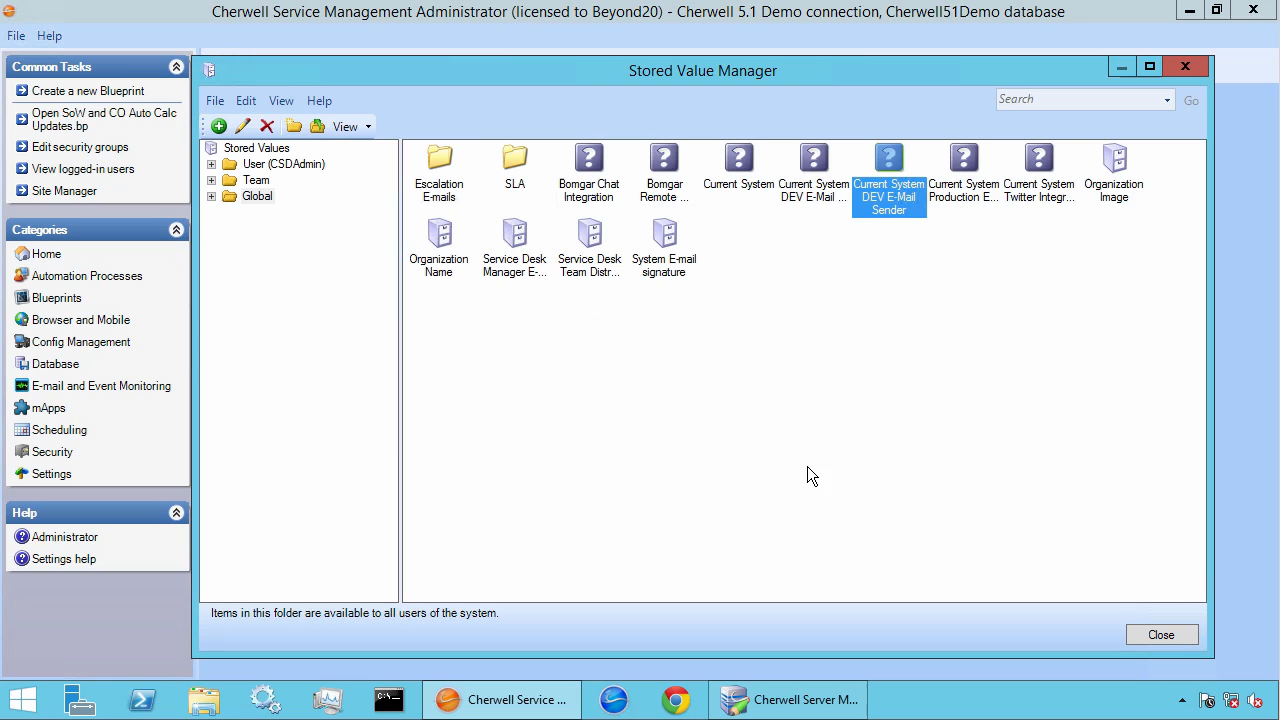 Cherwell Service Management Administrator (licensed to Beyond20) - Cherwell 5.1 Demo connection, Cherwell51Demo database
File Help
Common Tasks
Create a new Blueprint
Open SoW and CO Auto Calc
Updates.bp
Edit security groups
View logged-in users
Site Manager
Categories
Home
Automation Processes
Blueprints
Browser and Mobile
Config Management
Database
E-mail and Event Monitoring
mApps
Scheduling
Security
Settings
Help
Administrator
Settings help
Stored Value Manager
File Edit View Help
Search
Go
View
Stored Values
User (CSDAdmin)
Team
Global
Escalation
E-mails
SLA
Bomgar Chat
Integration
Bomgar
Remote ...
Current System
Current System
DEV E-Mail ...
Current System
DEV E-Mail
Sender
Current System
Production E...
Current System
Twitter Integr...
Organization
Image
Organization
Name
Service Desk
Manager E-...
Service Desk
Team Distr...
System E-mail
signature
Items in this folder are available to all users of the system.
Close
Cherwell Service ...
Cherwell Server M...